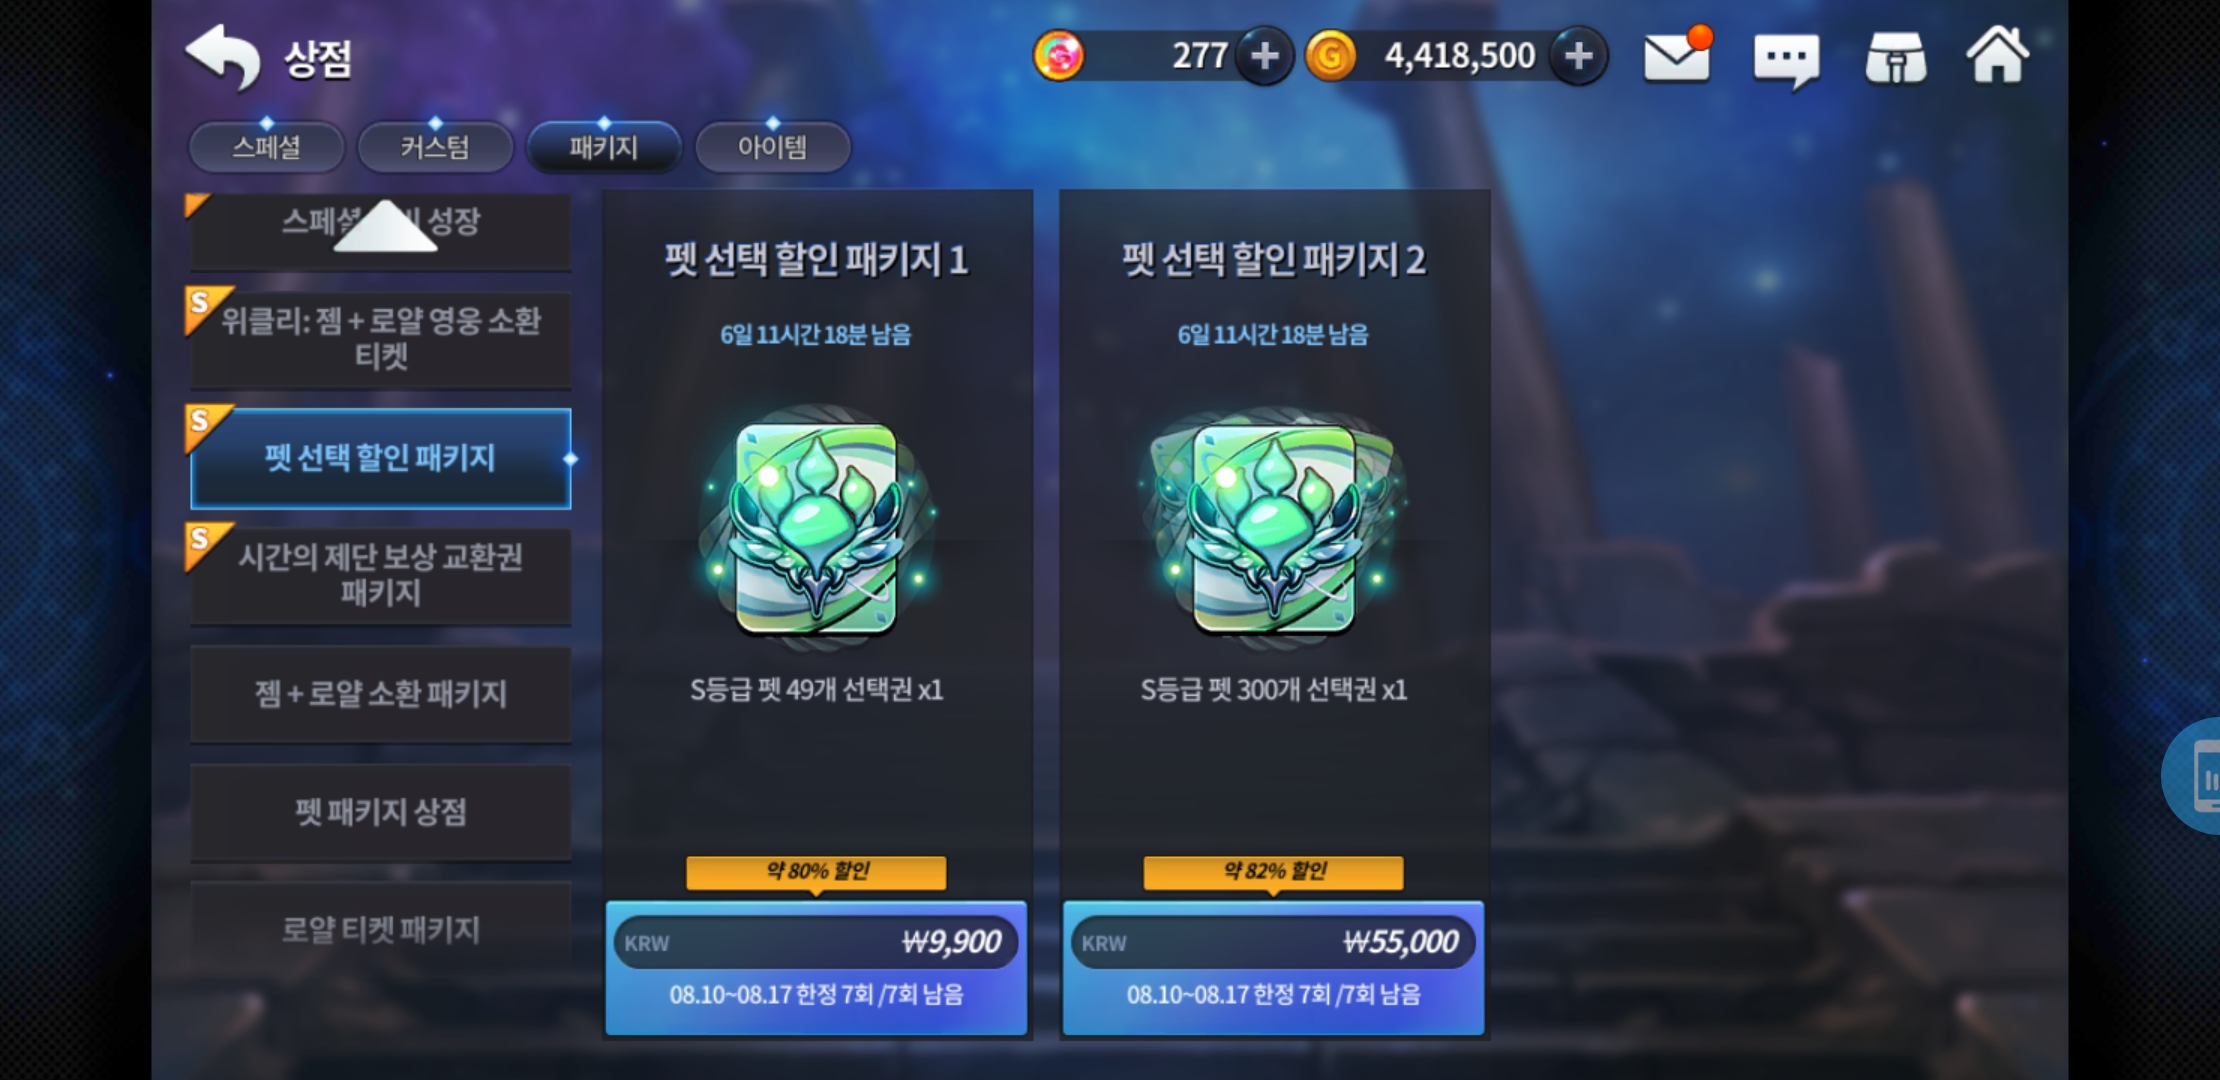 상점
277
4,418,500
스페셜
커스텀
패키지
아이템
성장
S
위클리: 젬 + 로얄 영웅 소환
티켓
S
펫 선택 할인 패키지
S
시간의 제단 보상 교환권
패키지
젬 + 로얄 소환 패키지
펫 패키지 상점
로얄 티켓 패키지
펫 선택 할인 패키지 1
6일 11시간 18분 남음
S등급 펫 49개 선택권 x1
약 80% 할인
KRW ₩9,900
08.10~08.17 한정 7회 /7회 남음
펫 선택 할인 패키지 2
6일 11시간 18분 남음
S등급 펫 300개 선택권 x1
약 82% 할인
KRW ₩55,000
08.10~08.17 한정 7회 /7회 남음